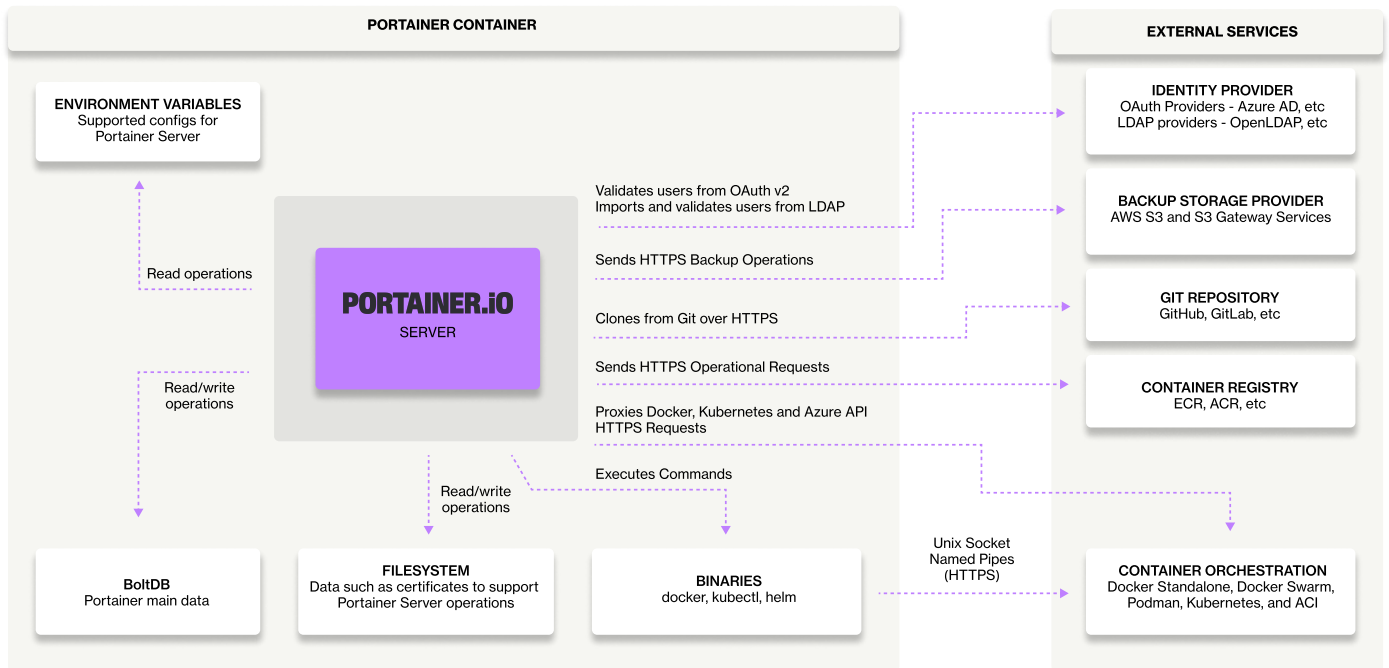 PORTAINER CONTAINER
EXTERNAL SERVICES
ENVIRONMENT VARIABLES
Supported configs for
Portainer Server
IDENTITY PROVIDER
OAuth Providers - Azure AD, etc
LDAP providers - OpenLDAP, etc
Validates users from OAuth v2
Imports and validates users from LDAP
BACKUP STORAGE PROVIDER
AWS S3 and S3 Gateway Services
Read operations
Sends HTTPS Backup Operations
PORTAINER.iO
SERVER
Clones from Git over HTTPS
GIT REPOSITORY
GitHub, GitLab, etc
Sends HTTPS Operational Requests
CONTAINER REGISTRY
ECR, ACR, etc
Read/write
operations
Proxies Docker, Kubernetes and Azure API
HTTPS Requests
Executes Commands
Read/write
operations
Unix Socket
Named Pipes
(HTTPS)
BoltDB
Portainer main data
FILESYSTEM
Data such as certificates to support
Portainer Server operations
BINARIES
docker, kubectl, helm
CONTAINER ORCHESTRATION
Docker Standalone, Docker Swarm,
Podman, Kubernetes, and ACI